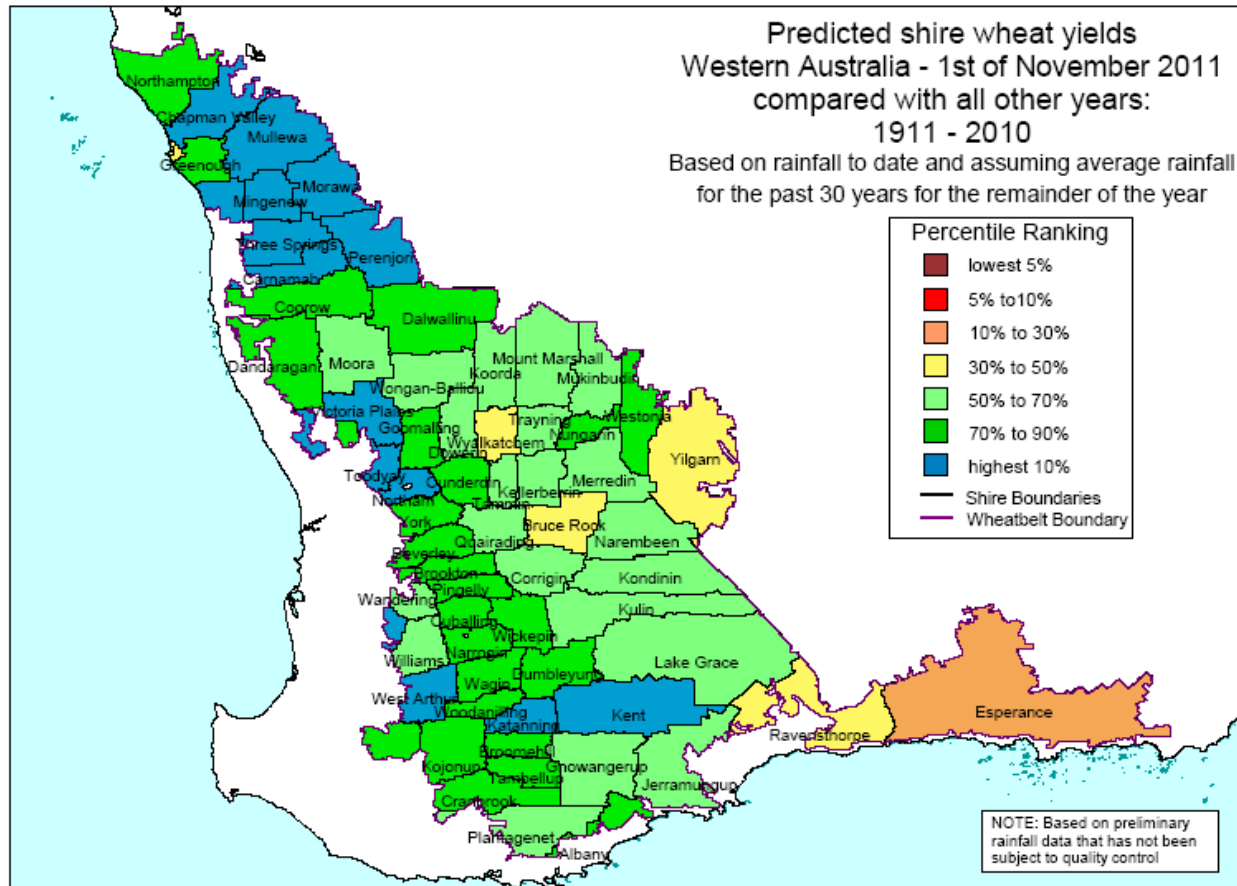 Predicted shire wheat yields
Western Australia - 1st of November 2011
compared with all other years:
1911 - 2010
Based on rainfall to date and assuming average rainfall
for the past 30 years for the remainder of the year
Percentile Ranking
lowest 5%
5% to10%
10% to 30%
30% to 50%
50% to 70%
70% to 90%
highest 10%
Shire Boundaries
Wheatbelt Boundary
Northampton
Chapman Valley
Mullewa
Greenough
Morawa
Mingenew
Three Springs
Perenjori
Carnamah
Coorow
Dalwallinu
Dandaragan
Moora
Mount Marshall
Koorda
Mukinbudin
Wongan-Ballidu
Victoria Plains
Goomalling
Trayning
Westonia
Nungarin
Wyalkatchem
Dowerin
Yilgarn
Toodyay
Cunderdin
Kellerberrin
Merredin
Northam
Tammin
York
Bruce Rock
Quairading
Narembeen
Beverley
Brookton
Corrigin
Kondinin
Pingelly
Wandering
Kulin
Cuballing
Wickepin
Narrogin
Williams
Lake Grace
Dumbleyung
Wagin
West Arthur
Woodanilling
Katanning
Kent
Esperance
Ravensthorpe
Broomehill
Gnowangerup
Kojonup
Tambellup
Jerramungup
Cranbrook
Plantagenet
Albany
NOTE: Based on preliminary
rainfall data that has not been
subject to quality control